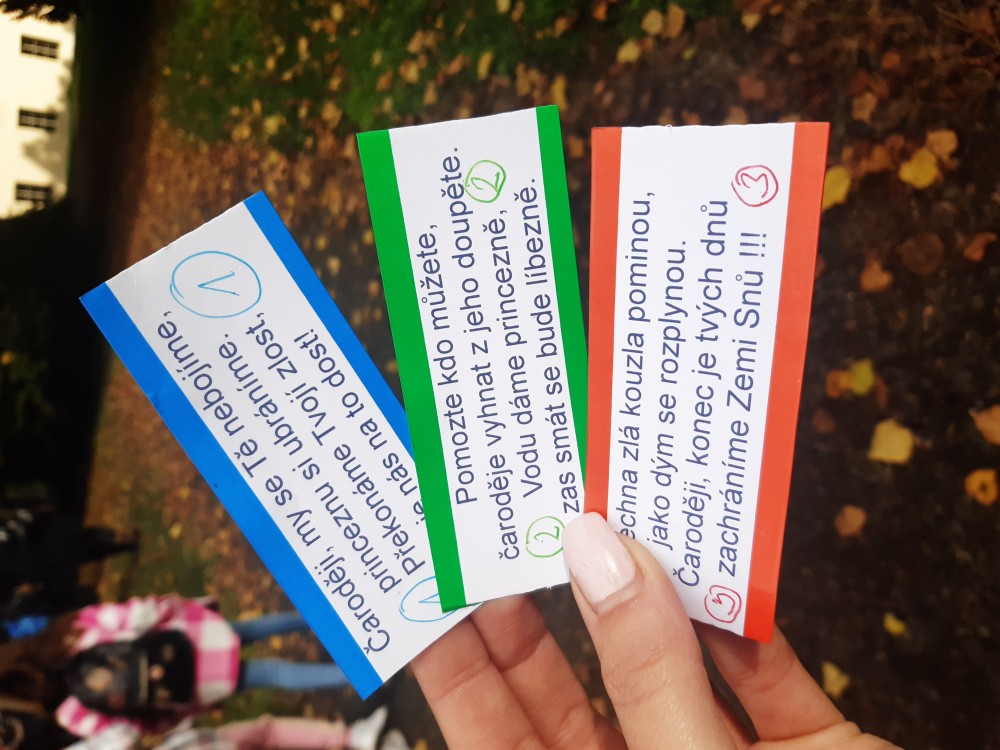 1
Čaroději, my se Tě nebojíme,
princeznu si ubráníme.
Překonáme Tvojí zlost,
je nás na to dost!
1
2
Pomozte kdo můžete,
čaroděje vyhnat z jeho doupěte.
Vodu dáme princezně,
zas smát se bude líbezně.
2
3
jako dým se rozplynou.
zlá kouzla pominou,
Čaroději, konec je tvých dnů
zachráníme Zemi Snů !!!
3